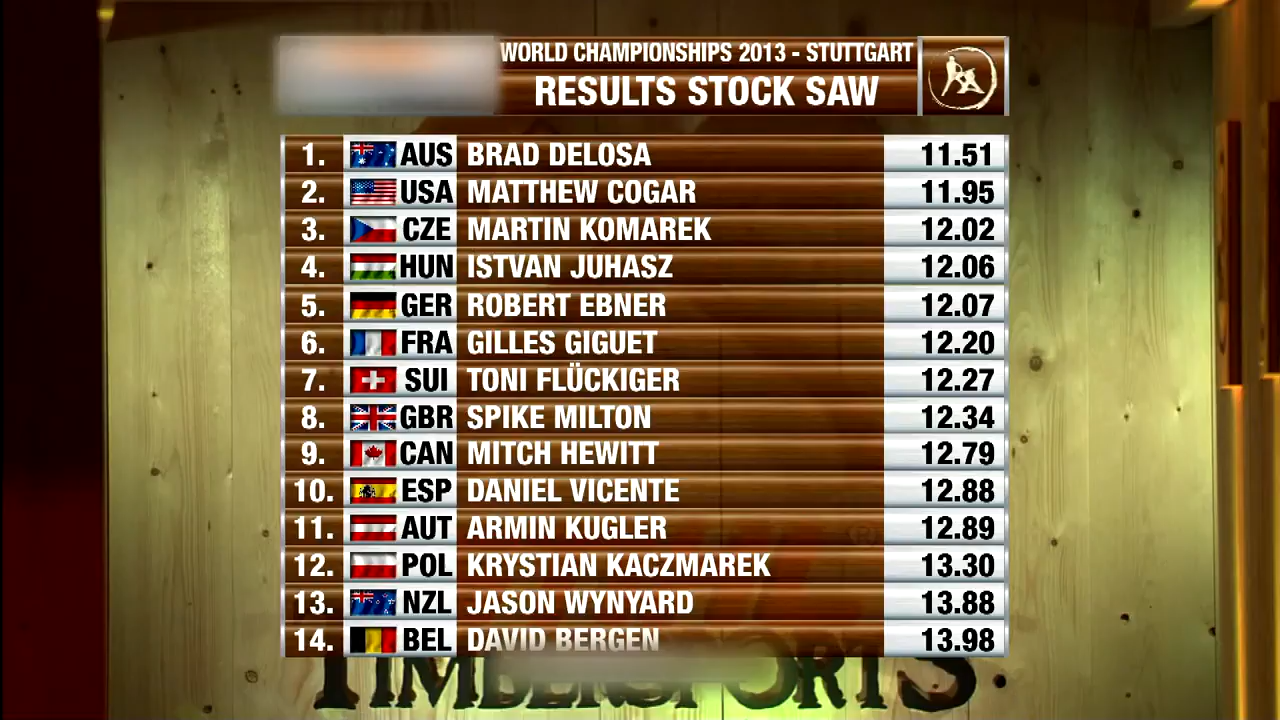 WORLD CHAMPIONSHIPS 2013 - STUTTGART
RESULTS STOCK SAW
1. AUS BRAD DELOSA 11.51
2. USA MATTHEW COGAR 11.95
3. CZE MARTIN KOMAREK 12.02
4. HUN ISTVAN JUHASZ 12.06
5. GER ROBERT EBNER 12.07
6. FRA GILLES GIGUET 12.20
7. SUI TONI FLÜCKIGER 12.27
8. GBR SPIKE MILTON 12.34
9. CAN MITCH HEWITT 12.79
10. ESP DANIEL VICENTE 12.88
11. AUT ARMIN KUGLER 12.89
12. POL KRYSTIAN KACZMAREK 13.30
13. NZL JASON WYNYARD 13.88
14. BEL DAVID BERGEN 13.98
TIMBERSPORTS